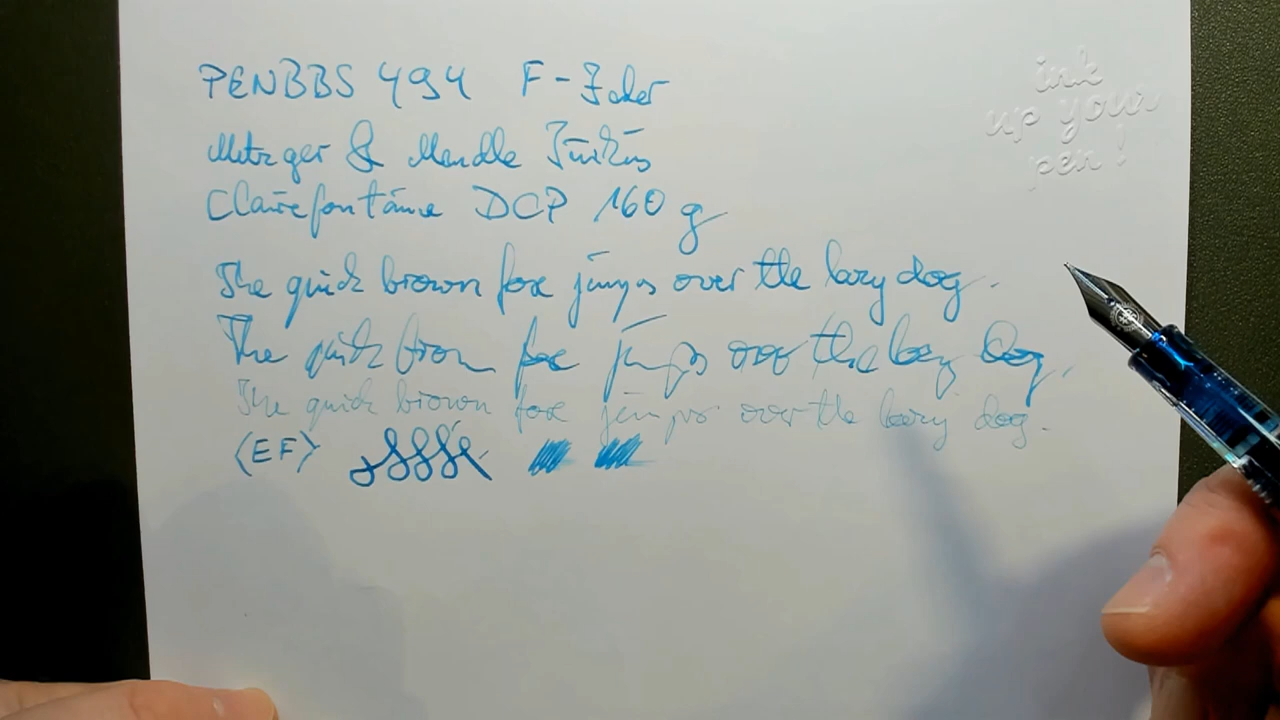 PENBBS 494 F-Feder
Metzger & Mendle Türkis
Clairefontaine DCP 160 g
The quick brown fox jumps over the lazy dog.
The quick brown fox jumps over the lazy dog.
The quick brown fox jumps over the lazy dog.
<EF>
ink
up your
pen!